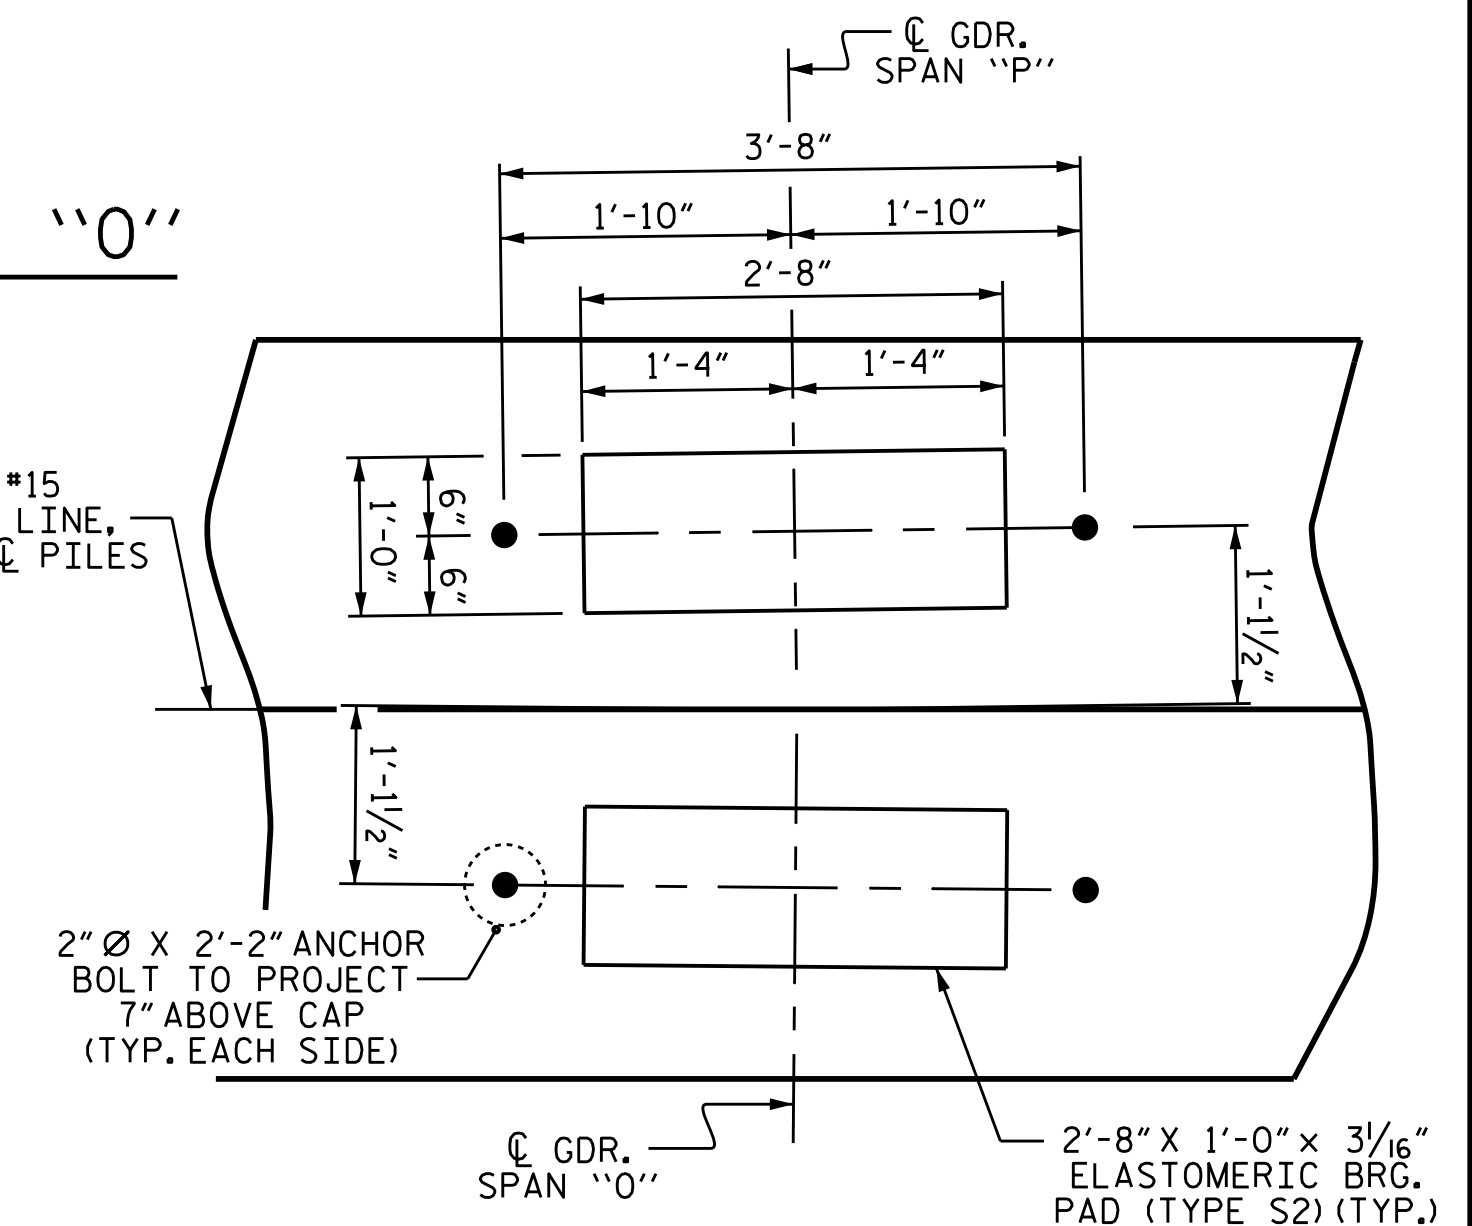 ℄ GDR.
SPAN "P"
3'-8"
1'-10" 1'-10"
"O"
2'-8"
1'-4" 1'-4"
#15
LINE,
℄ PILES
1'-0"
6"
6"
1'-1½"
1'-1½"
2"Ø X 2'-2" ANCHOR
BOLT TO PROJECT
7" ABOVE CAP
(TYP. EACH SIDE)
℄ GDR.
SPAN "O"
2'-8" X 1'-0" x 3 1/16"
ELASTOMERIC BRG.
PAD (TYPE S2) (TYP.)